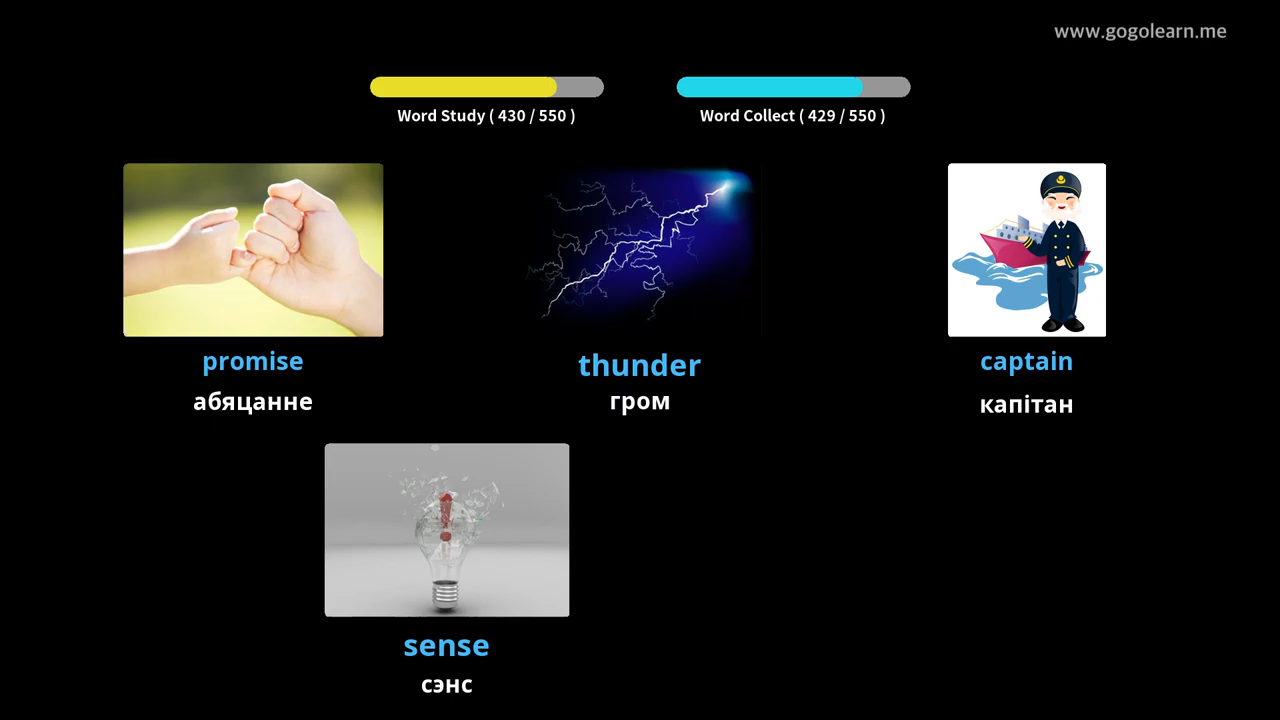 www.gogolearn.me
Word Study ( 430 / 550 )
Word Collect ( 429 / 550 )
promise
абяцанне
thunder
гром
captain
капітан
sense
сэнс